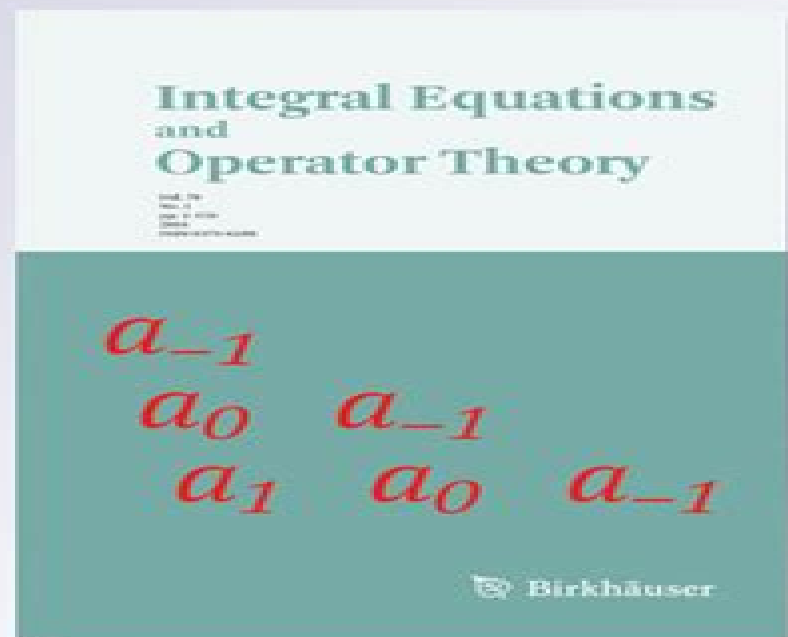 Integral Equations
and
Operator Theory
a₋₁
a₀ a₋₁
a₁ a₀ a₋₁
Birkhäuser